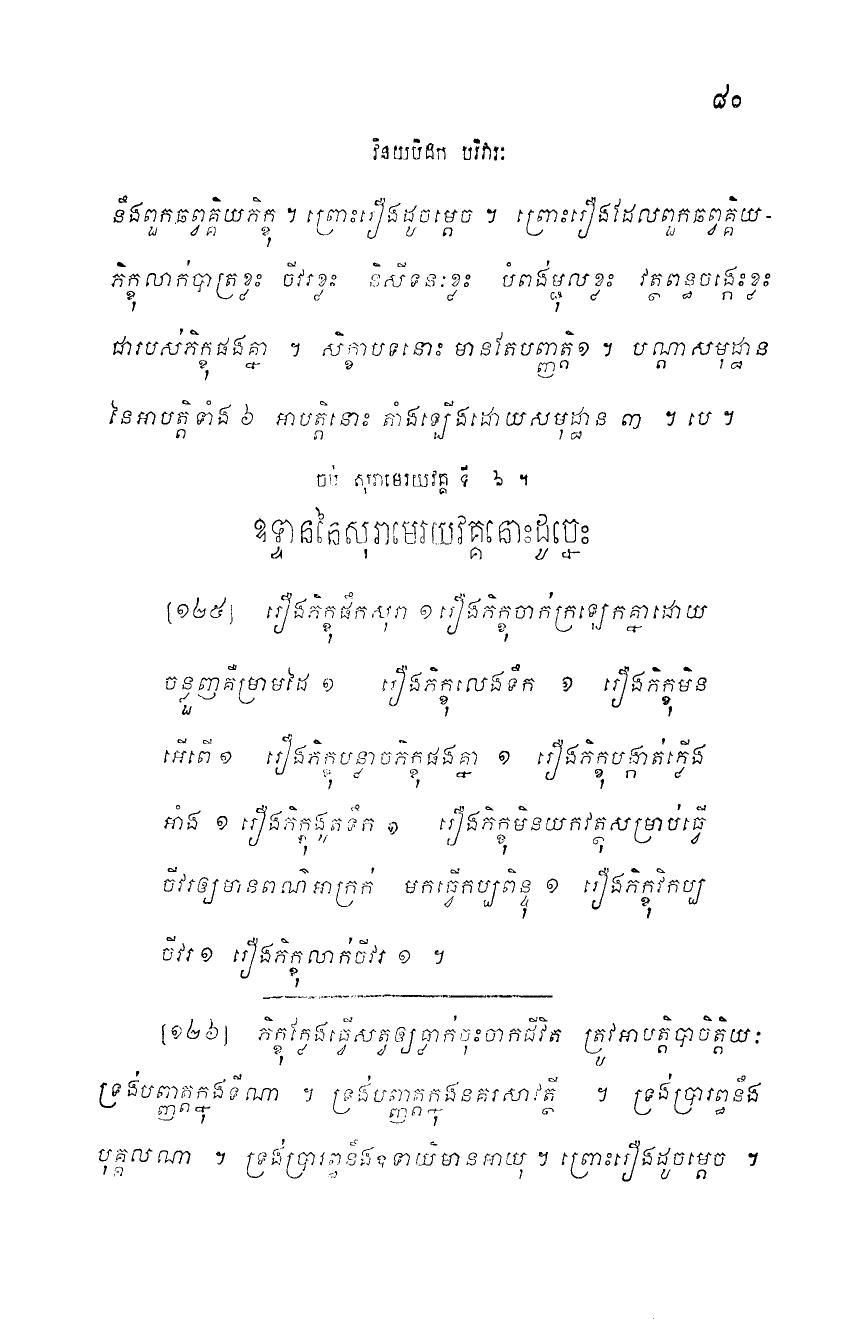 ៨០
វិនយបិដក បរិវារៈ
នឹងពួកឆព្វគ្គិយភិក្ខុ ។ ព្រោះរឿងដូចម្តេច ។ ព្រោះរឿងដែលពួកឆព្វគ្គិយ-
ភិក្ខុលាក់បាត្រខ្លះ ចីវរខ្លះ និសីទនៈខ្លះ បំពង់ម្ជុលខ្លះ វត្ថពន្ធចង្កេះខ្លះ
ជារបស់ភិក្ខុផងគ្នា ។ សិក្ខាបទនោះ មានតែបញ្ញត្តិ១ ។ បណ្តាសមុដ្ឋាន
នៃអាបត្តិទាំង ៦ អាបត្តិនោះ តាំងឡើងដោយសមុដ្ឋាន ៣ ។ បេ ។
ចប់ សុរាមេរយវគ្គ ទី ៦ ។
ឧទ្ទាននៃសុរាមេរយវគ្គនោះដូច្នេះ
[១២៥] រឿងភិក្ខុផឹកសុរា ១ រឿងភិក្ខុចាក់ក្រឡេកគ្នាដោយ
ចន្ទួញគឺម្រាមដៃ ១ រឿងភិក្ខុលេងទឹក ១ រឿងភិក្ខុមិន
អើពើ ១ រឿងភិក្ខុបន្លាចភិក្ខុផងគ្នា ១ រឿងភិក្ខុបង្កាត់ភ្លើង
អាំង ១ រឿងភិក្ខុងូតទឹក ១ រឿងភិក្ខុមិនយកវត្ថុសម្រាប់ធ្វើ
ចីវរឲ្យមានពណ៌អាក្រក់ មកធ្វើកប្បពិន្ទុ ១ រឿងភិក្ខុវិកប្ប
ចីវរ ១ រឿងភិក្ខុលាក់ចីវរ ១ ។
[១២៦] ភិក្ខុក្លែងធ្វើសត្វឲ្យធ្លាក់ចុះចាកជីវិត ត្រូវអាបត្តិបាចិត្តិយៈ
ទ្រង់បញ្ញត្តក្នុងទីណា ។ ទ្រង់បញ្ញត្តក្នុងនគរសាវត្ថី ។ ទ្រង់ប្រារព្ធនឹង
បុគ្គលណា ។ ទ្រង់ប្រារព្ធនឹងឧទាយិមានអាយុ ។ ព្រោះរឿងដូចម្តេច ។